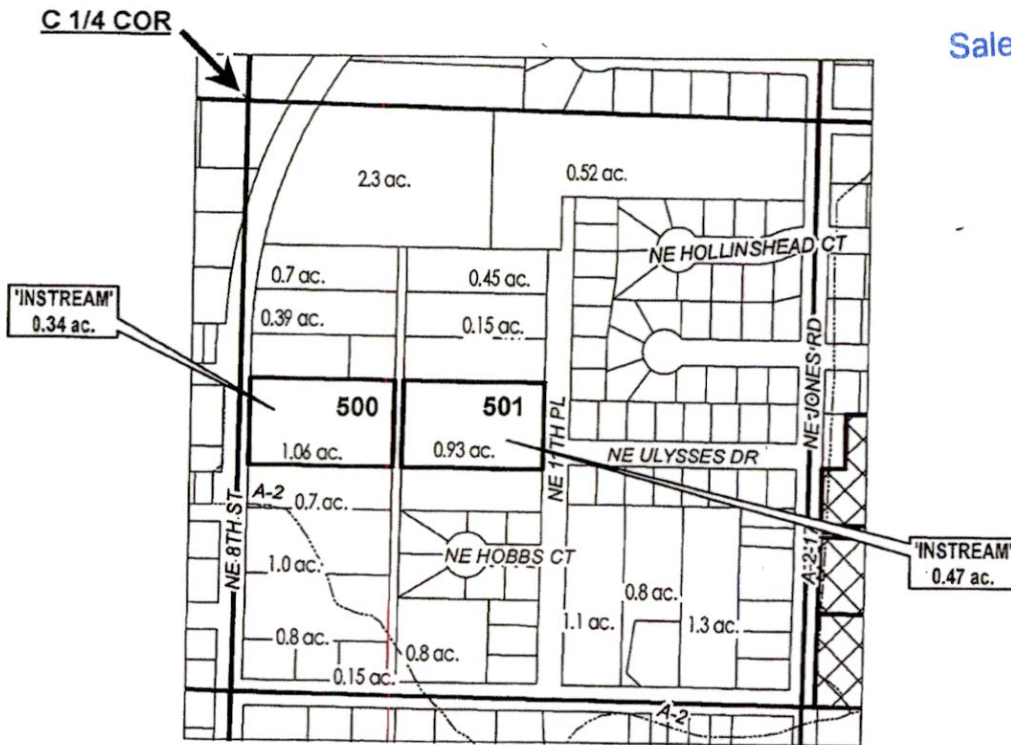 C 1/4 COR
Sale
2.3 ac.
0.52 ac.
NE HOLLINSHEAD CT
0.7 ac.
0.45 ac.
'INSTREAM'
0.34 ac.
0.39 ac.
0.15 ac.
NE JONES RD
500
501
1.06 ac.
0.93 ac.
NE 11TH PL
NE ULYSSES DR
A-2
0.7 ac.
NE 8TH ST
NE HOBBS CT
A-2-17
'INSTREAM'
0.47 ac.
1.0 ac.
0.8 ac.
1.1 ac.
1.3 ac.
0.8 ac.
0.8 ac.
0.15 ac.
A-2